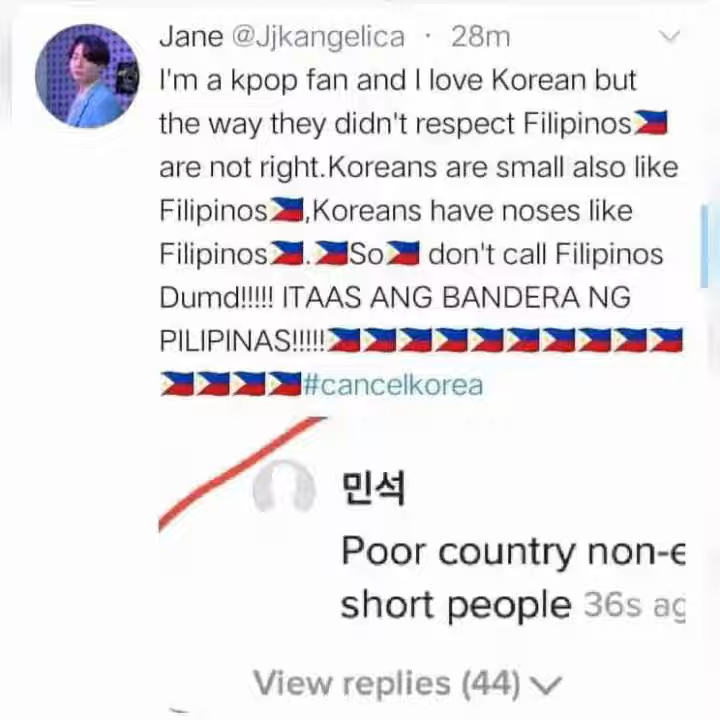 Jane @Jjkangelica · 28m
I'm a kpop fan and I love Korean but
the way they didn't respect Filipinos🇵🇭
are not right.Koreans are small also like
Filipinos🇵🇭,Koreans have noses like
Filipinos🇵🇭.🇵🇭So🇵🇭 don't call Filipinos
Dumd!!!!! ITAAS ANG BANDERA NG
PILIPINAS!!!!!🇵🇭🇵🇭🇵🇭🇵🇭🇵🇭🇵🇭🇵🇭🇵🇭🇵🇭🇵🇭
🇵🇭🇵🇭🇵🇭🇵🇭#cancelkorea
민석
Poor country non-e
short people 36s ag
View replies (44)